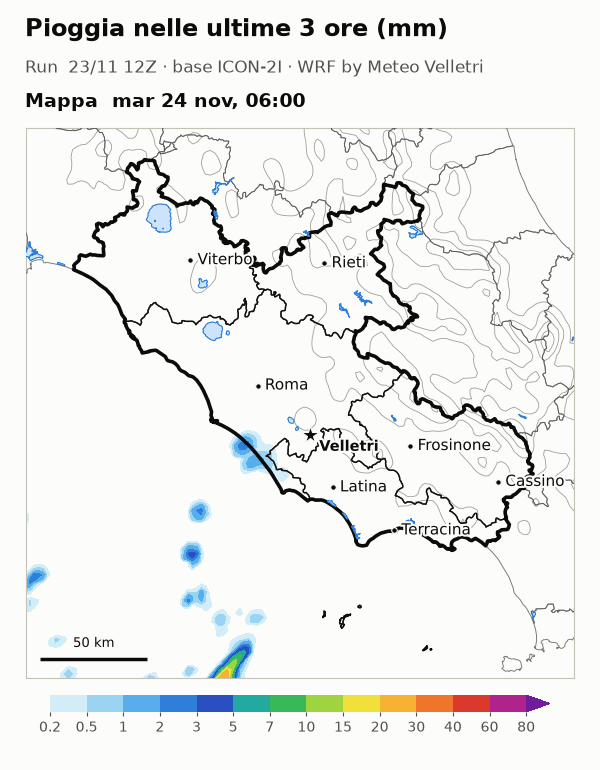 Pioggia nelle ultime 3 ore (mm)
Run  23/11 12Z · base ICON-2I · WRF by Meteo Velletri
Mappa  mar 24 nov, 06:00
Viterbo
Rieti
Roma
Velletri
Frosinone
Latina
Cassino
Terracina
50 km
0.2 0.5 1 2 3 5 7 10 15 20 30 40 60 80